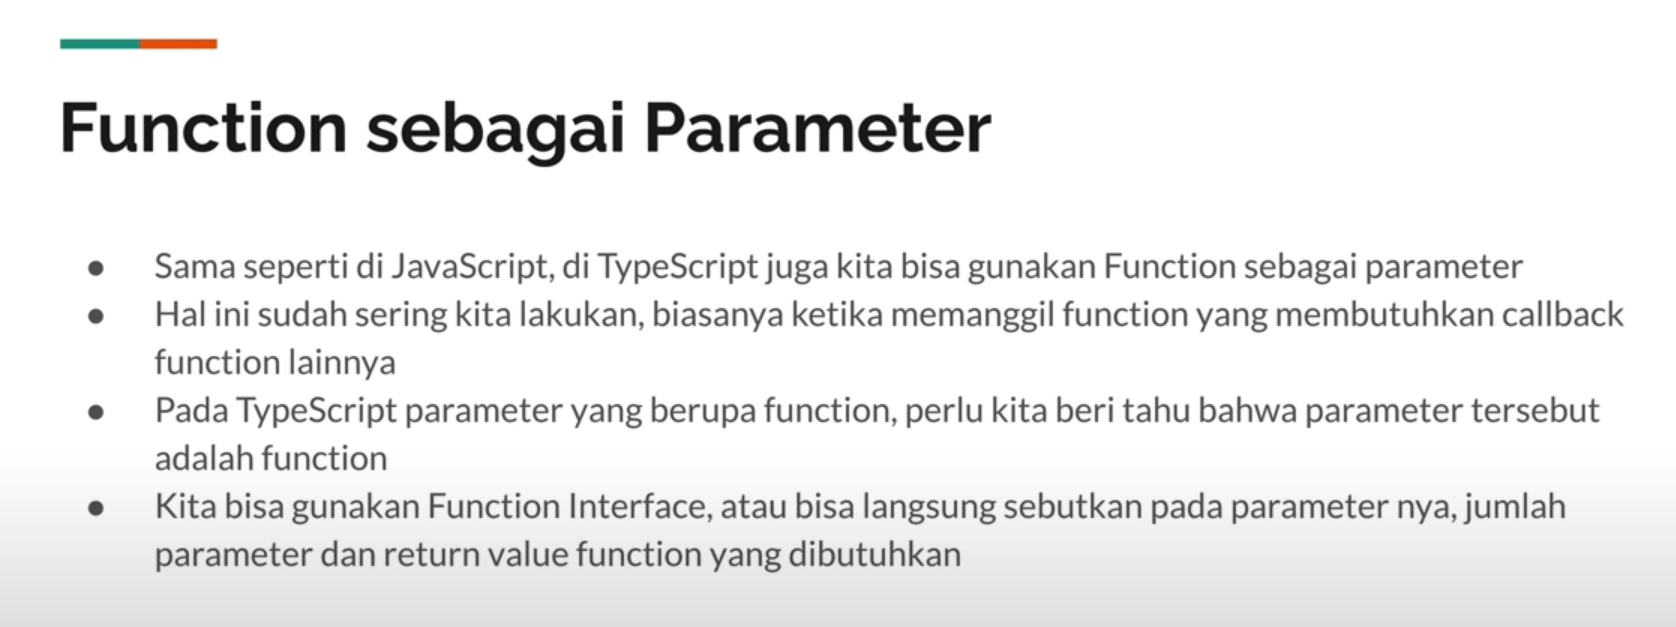 Function sebagai Parameter
● Sama seperti di JavaScript, di TypeScript juga kita bisa gunakan Function sebagai parameter
● Hal ini sudah sering kita lakukan, biasanya ketika memanggil function yang membutuhkan callback
function lainnya
● Pada TypeScript parameter yang berupa function, perlu kita beri tahu bahwa parameter tersebut
adalah function
● Kita bisa gunakan Function Interface, atau bisa langsung sebutkan pada parameter nya, jumlah
parameter dan return value function yang dibutuhkan